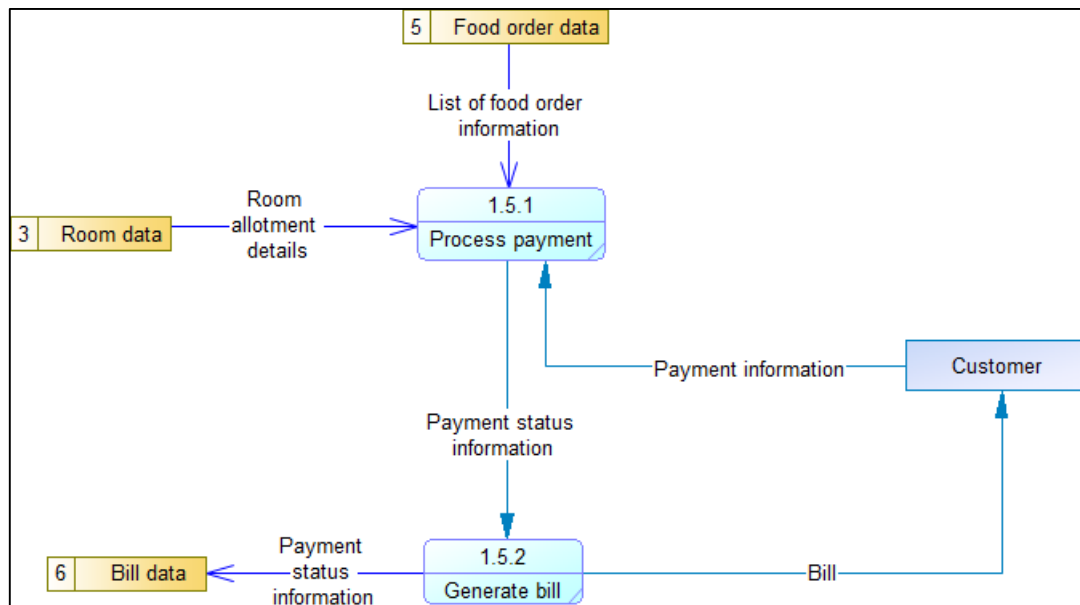 5 Food order data
List of food order
information
1.5.1
Process payment
Room
allotment
details
3 Room data
Payment information
Customer
Payment status
information
1.5.2
Generate bill
Payment
status
information
6 Bill data
Bill